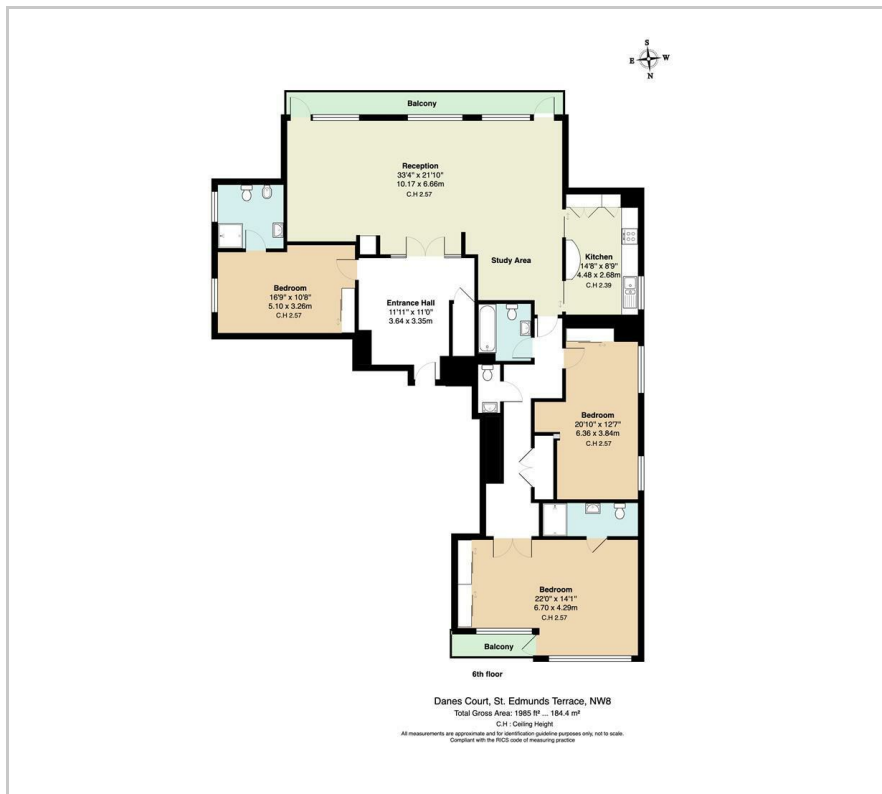 S
E W
N
Balcony
Reception
33'4" x 21'10"
10.17 x 6.66m
C.H 2.57
Study Area
Kitchen
14'8" x 8'9"
4.48 x 2.68m
C.H 2.39
Bedroom
16'9" x 10'8"
5.10 x 3.26m
C.H 2.57
Entrance Hall
11'11" x 11'0"
3.64 x 3.35m
Bedroom
20'10" x 12'7"
6.36 x 3.84m
C.H 2.57
Bedroom
22'0" x 14'1"
6.70 x 4.29m
C.H 2.57
Balcony
6th floor
Danes Court, St. Edmunds Terrace, NW8
Total Gross Area: 1985 ft² ... 184.4 m²
C.H : Ceiling Height
All measurements are approximate and for identification guideline purposes only, not to scale.
Compliant with the RICS code of measuring practice